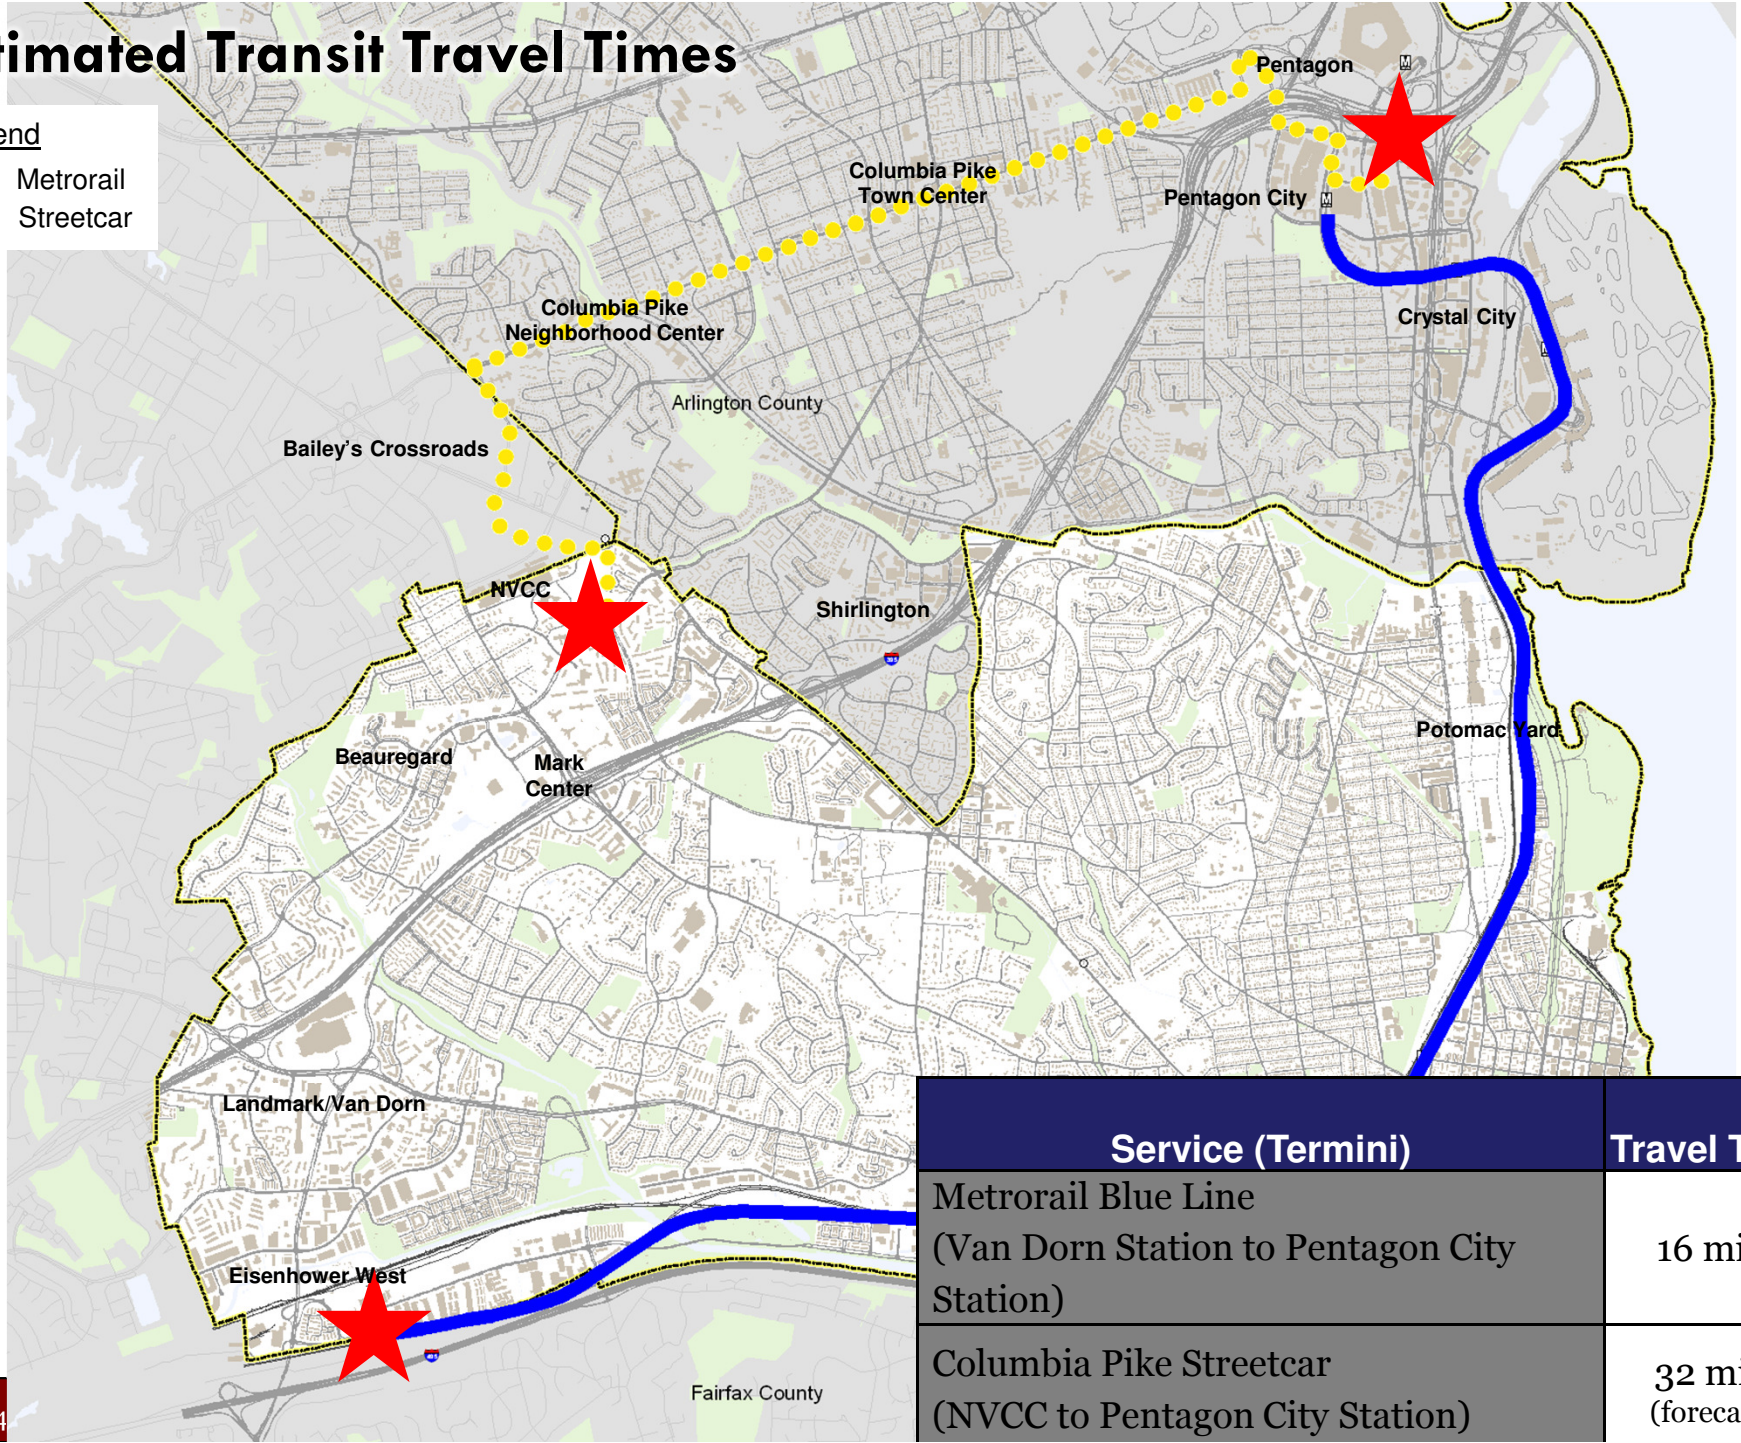 timated Transit Travel Times
end
Metrorail
Streetcar
Pentagon
Columbia Pike
Town Center
Pentagon City
Columbia Pike
Neighborhood Center
Crystal City
Arlington County
Bailey's Crossroads
NVCC
Shirlington
Potomac Yard
Beauregard
Mark
Center
Landmark/Van Dorn
Eisenhower West
Fairfax County
Service (Termini)
Travel T
Metrorail Blue Line
(Van Dorn Station to Pentagon City
Station)
16 mi
Columbia Pike Streetcar
(NVCC to Pentagon City Station)
32 mi
(foreca
4